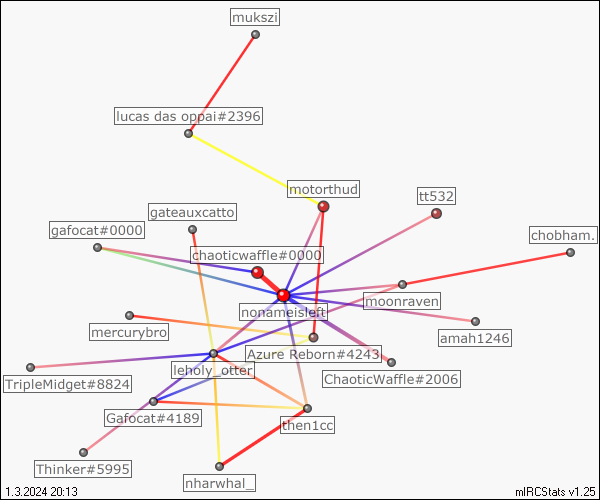 mukszi
lucas das oppai#2396
motorthud
tt532
gateauxcatto
gafocat#0000
chobham.
chaoticwaffle#0000
moonraven
nonameisleft
mercurybro
amah1246
Azure Reborn#4243
leholy_otter
TripleMidget#8824
ChaoticWaffle#2006
Gafocat#4189
then1cc
Thinker#5995
nharwhal_
1.3.2024 20:13
mIRCStats v1.25